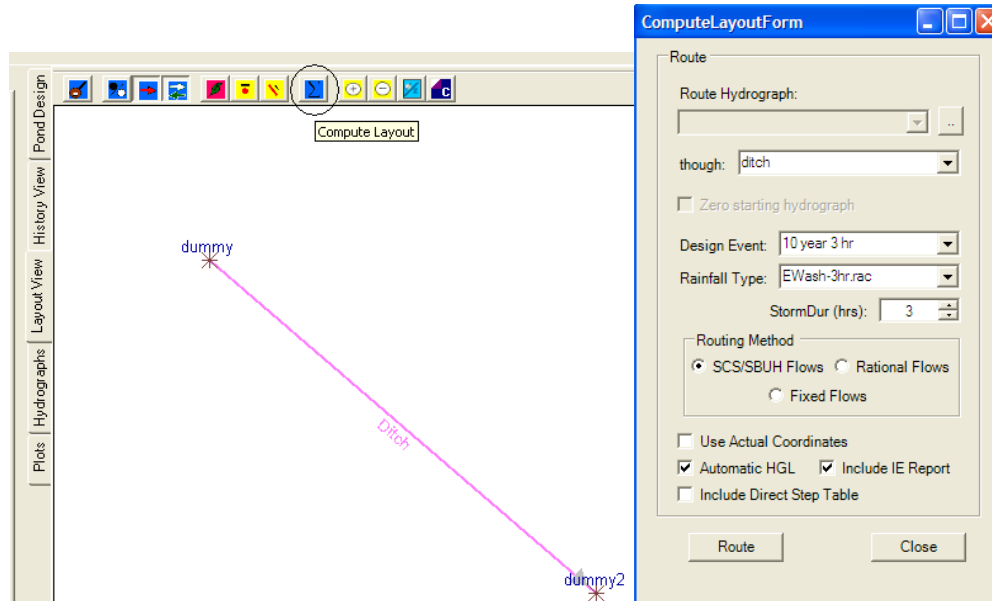 Pond Design
History View
Layout View
Hydrographs
Plots
Σ
C
Compute Layout
dummy
Ditch
dummy2
ComputeLayoutForm
Route
Route Hydrograph:
..
though: ditch
Zero starting hydrograph
Design Event: 10 year 3 hr
Rainfall Type: EWash-3hr.rac
StormDur (hrs): 3
Routing Method
SCS/SBUH Flows Rational Flows
Fixed Flows
Use Actual Coordinates
Automatic HGL Include IE Report
Include Direct Step Table
Route Close